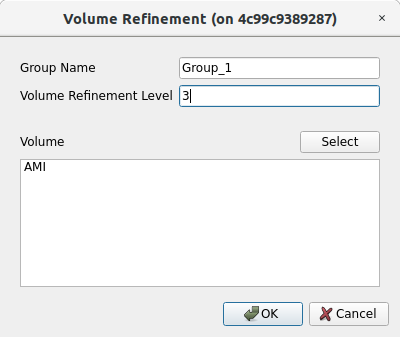 Volume Refinement (on 4c99c9389287)
Group Name Group_1
Volume Refinement Level 3
Volume Select
AMI
OK Cancel